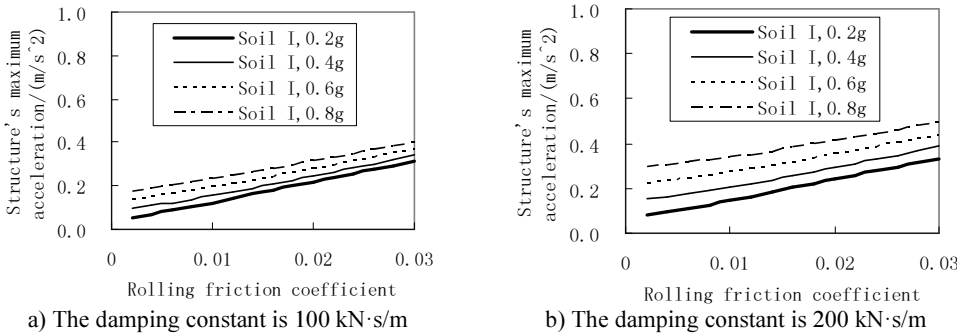 Structure's maximum
acceleration/(m/s^2)
1.0
0.8
0.6
0.4
0.2
0.0
Soil I,0.2g
Soil I,0.4g
Soil I,0.6g
Soil I,0.8g
0
0.01
0.02
0.03
Rolling friction coefficient
a) The damping constant is 100 kN·s/m
Structure's maximum
acceleration/(m/s^2)
1.0
0.8
0.6
0.4
0.2
0.0
Soil I,0.2g
Soil I,0.4g
Soil I,0.6g
Soil I,0.8g
0
0.01
0.02
0.03
Rolling friction coefficient
b) The damping constant is 200 kN·s/m